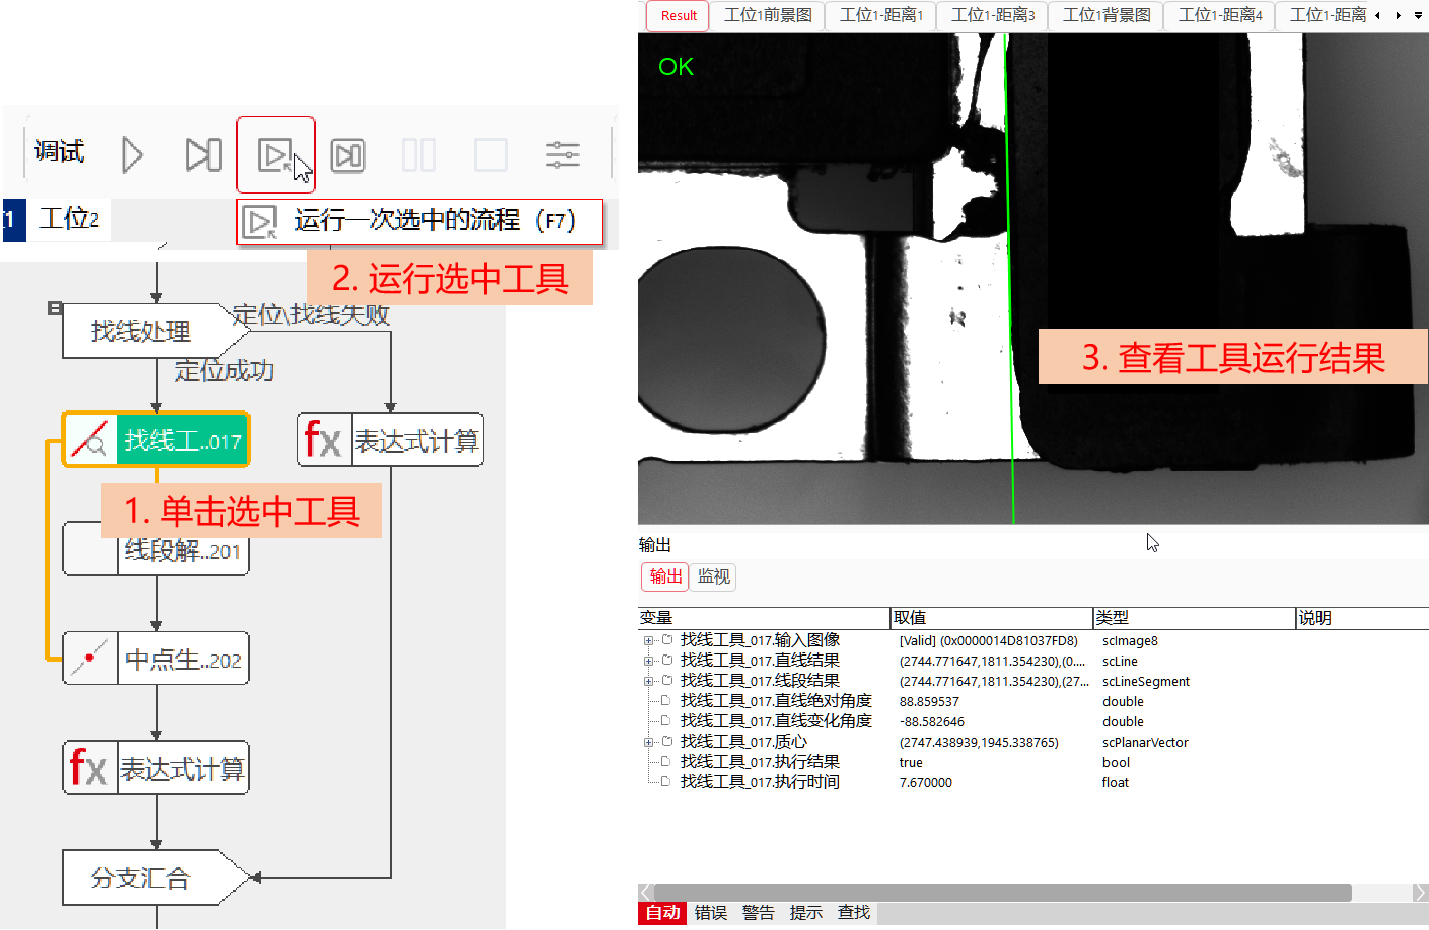 调试
1
工位2
运行一次选中的流程（F7）
2. 运行选中工具
找线处理
定位\找线失败
定位成功
找线工..017
fx
表达式计算
1. 单击选中工具
线段解..201
中点生..202
fx
表达式计算
分支汇合
Result
工位1前景图
工位1-距离1
工位1-距离3
工位1背景图
工位1-距离4
工位1-距离
OK
3. 查看工具运行结果
输出
输出 监视
变量 取值 类型 说明
找线工具_017.输入图像 [Valid] (0x0000014D81037FD8) scImage8
找线工具_017.直线结果 (2744.771647,1811.354230),(0.... scLine
找线工具_017.线段结果 (2744.771647,1811.354230),(27... scLineSegment
找线工具_017.直线绝对角度 88.859537 double
找线工具_017.直线变化角度 -88.582646 double
找线工具_017.质心 (2747.438939,1945.338765) scPlanarVector
找线工具_017.执行结果 true bool
找线工具_017.执行时间 7.670000 float
自动 错误 警告 提示 查找